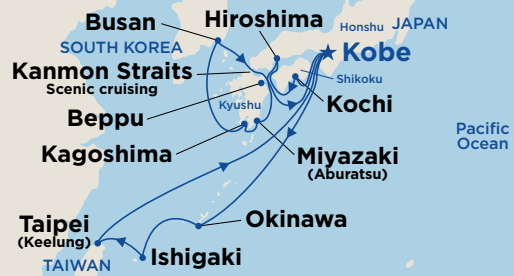 Busan
Hiroshima
Honshu
JAPAN
SOUTH KOREA
Kobe
Kanmon Straits
Scenic cruising
Shikoku
Kyushu
Kochi
Beppu
Pacific
Ocean
Kagoshima
Miyazaki
(Aburatsu)
Taipei
(Keelung)
Okinawa
Ishigaki
TAIWAN